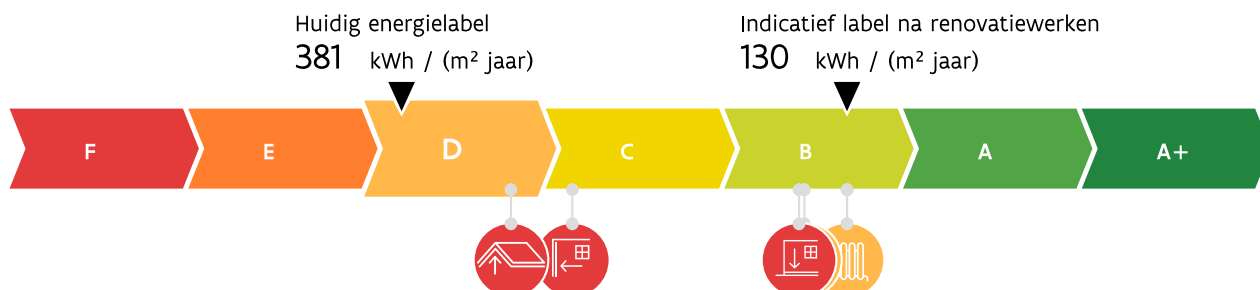 Huidig energielabel
381 kWh / (m² jaar)
Indicatief label na renovatiewerken
130 kWh / (m² jaar)
F E D C B A A+